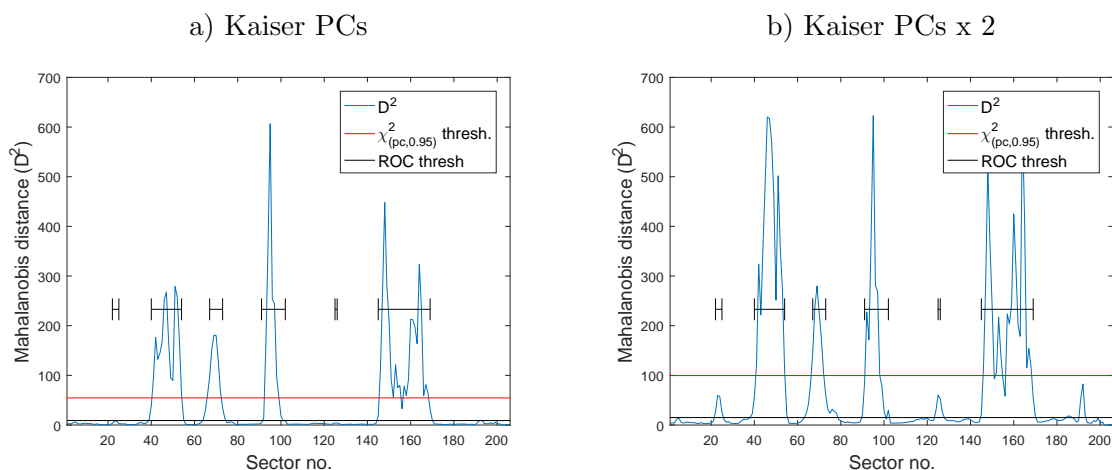 a) Kaiser PCs
b) Kaiser PCs x 2
700
600
500
400
300
200
100
0
Mahalanobis distance (D²)
20 40 60 80 100 120 140 160 180 200
Sector no.
D²
χ²(pc,0.95) thresh.
ROC thresh
700
600
500
400
300
200
100
0
Mahalanobis distance (D²)
20 40 60 80 100 120 140 160 180 200
Sector no.
D²
χ²(pc,0.95) thresh.
ROC thresh